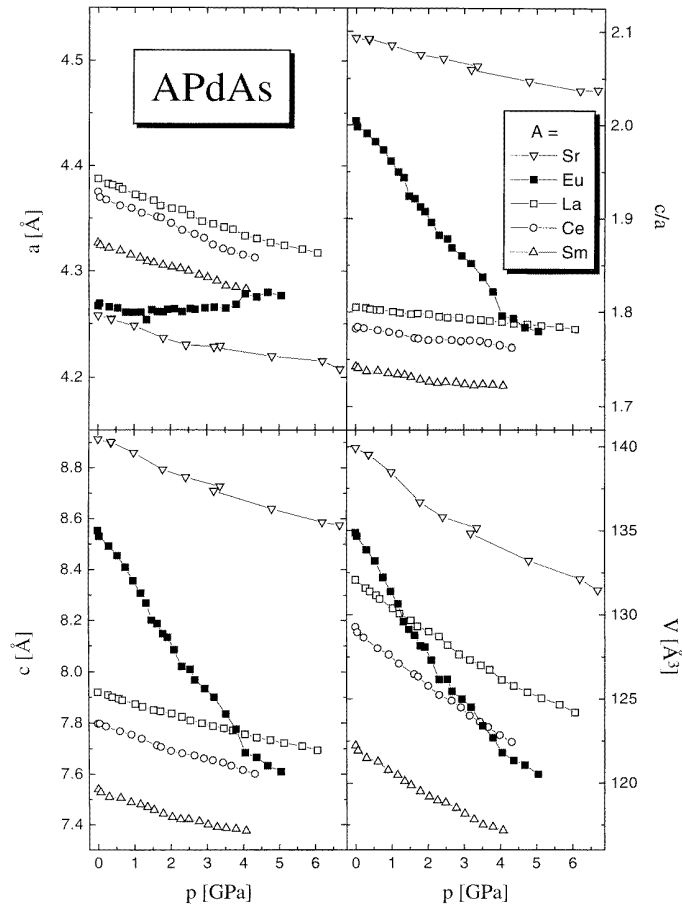 APdAs
4.5
4.4
4.3
4.2
a [Å]
2.1
2.0
1.9
1.8
1.7
c/a
A =
Sr
Eu
La
Ce
Sm
8.8
8.6
8.4
8.2
8.0
7.8
7.6
7.4
c [Å]
140
135
130
125
120
V [Å³]
0 1 2 3 4 5 6
0 1 2 3 4 5 6
p [GPa]
p [GPa]